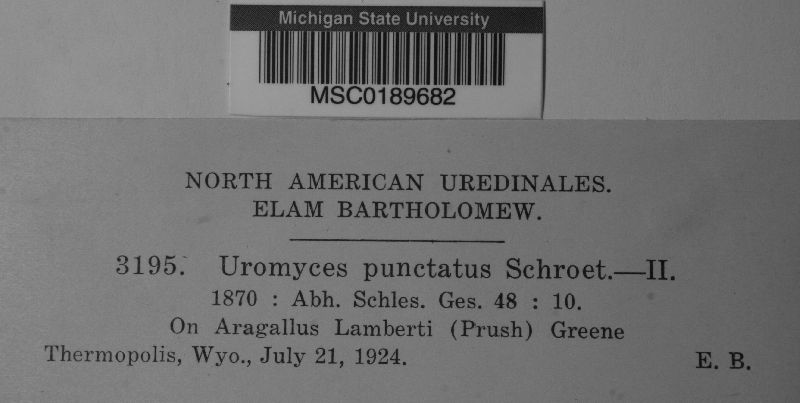 Michigan State University
MSC0189682
NORTH AMERICAN UREDINALES.
ELAM BARTHOLOMEW.
3195. Uromyces punctatus Schroet.—II.
1870 : Abh. Schles. Ges. 48 : 10.
On Aragallus Lamberti (Prush) Greene
Thermopolis, Wyo., July 21, 1924. E. B.